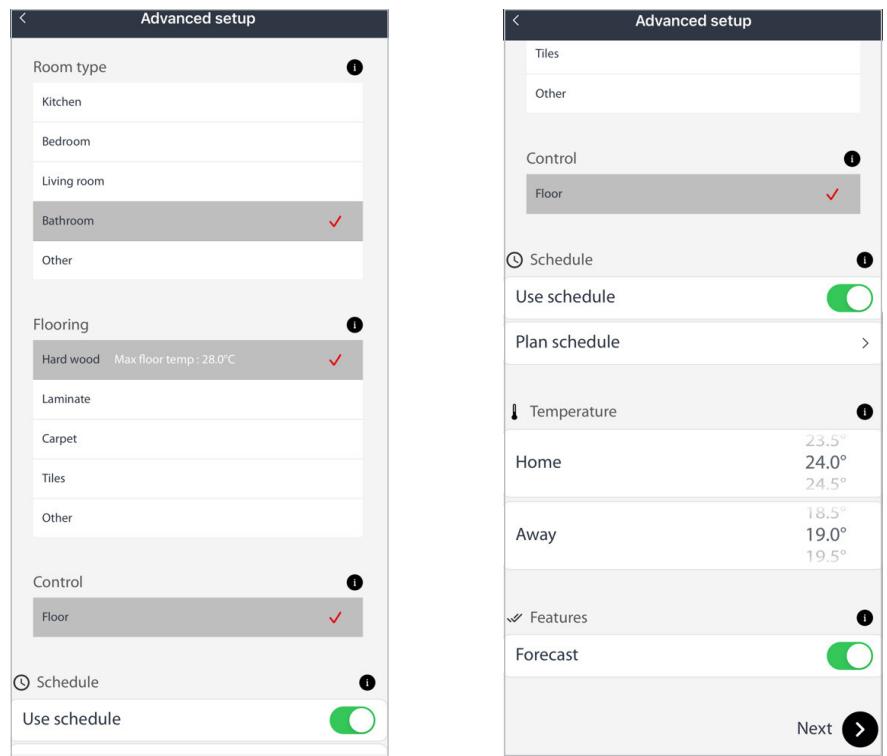 Advanced setup
Room type
Kitchen
Bedroom
Living room
Bathroom
Other
Flooring
Hard wood Max floor temp : 28.0°C
Laminate
Carpet
Tiles
Other
Control
Floor
Schedule
Use schedule
Advanced setup
Tiles
Other
Control
Floor
Schedule
Use schedule
Plan schedule
Temperature
23.5°
Home 24.0°
24.5°
18.5°
Away 19.0°
19.5°
Features
Forecast
Next